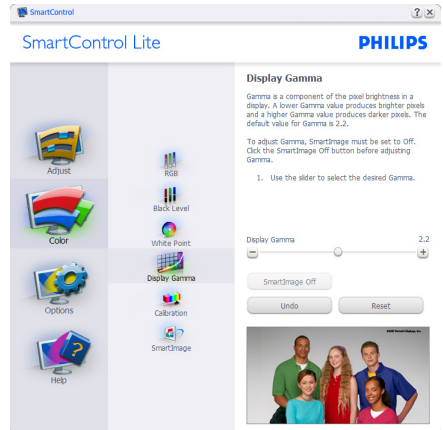 SmartControl
SmartControl Lite
PHILIPS
Adjust
Color
Options
Help
RGB
Black Level
White Point
Display Gamma
Calibration
SmartImage
Display Gamma
Gamma is a component of the pixel brightness in a
display. A lower Gamma value produces brighter pixels
and a higher Gamma value produces darker pixels. The
default value for Gamma is 2.2.
To adjust Gamma, SmartImage must be set to Off.
Click the SmartImage Off button before adjusting
Gamma.
1. Use the slider to select the desired Gamma.
Display Gamma 2.2
SmartImage Off
Undo Reset